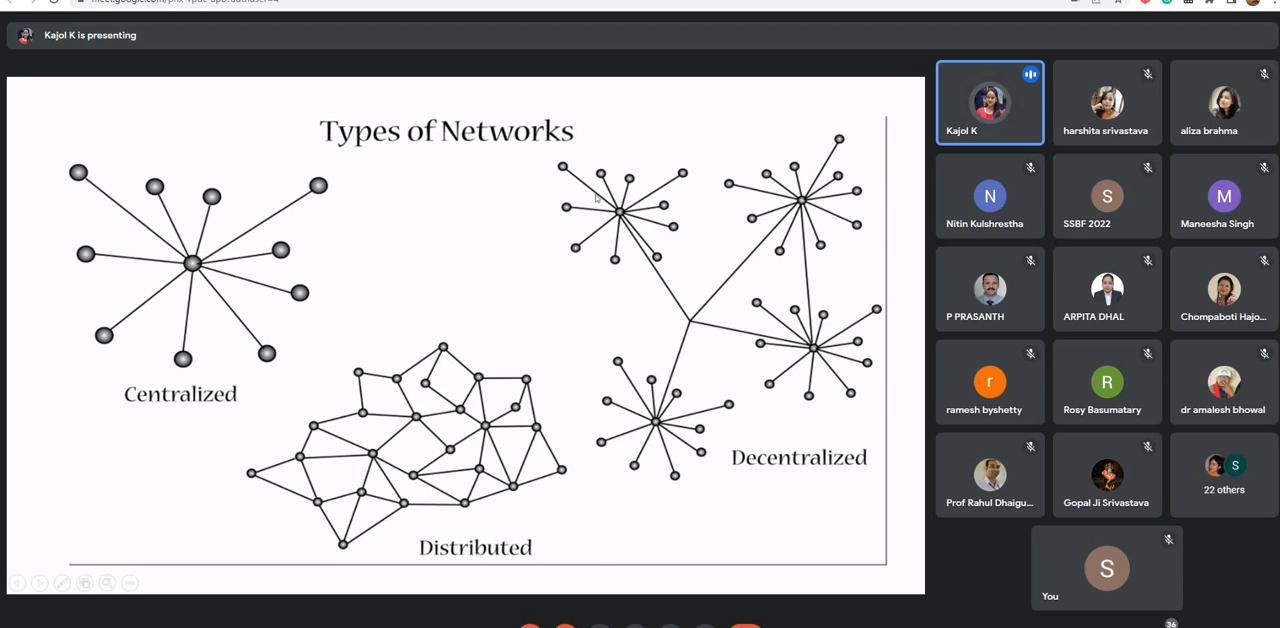 Kajol K is presenting
Types of Networks
Centralized
Decentralized
Distributed
Kajol K
harshita srivastava
aliza brahma
N
Nitin Kulshrestha
S
SSBF 2022
M
Maneesha Singh
P PRASANTH
ARPITA DHAL
Chompaboti Hajo...
r
ramesh byshetty
R
Rosy Basumatary
dr amalesh bhowal
Prof Rahul Dhaigu...
Gopal Ji Srivastava
S
22 others
S
You
36